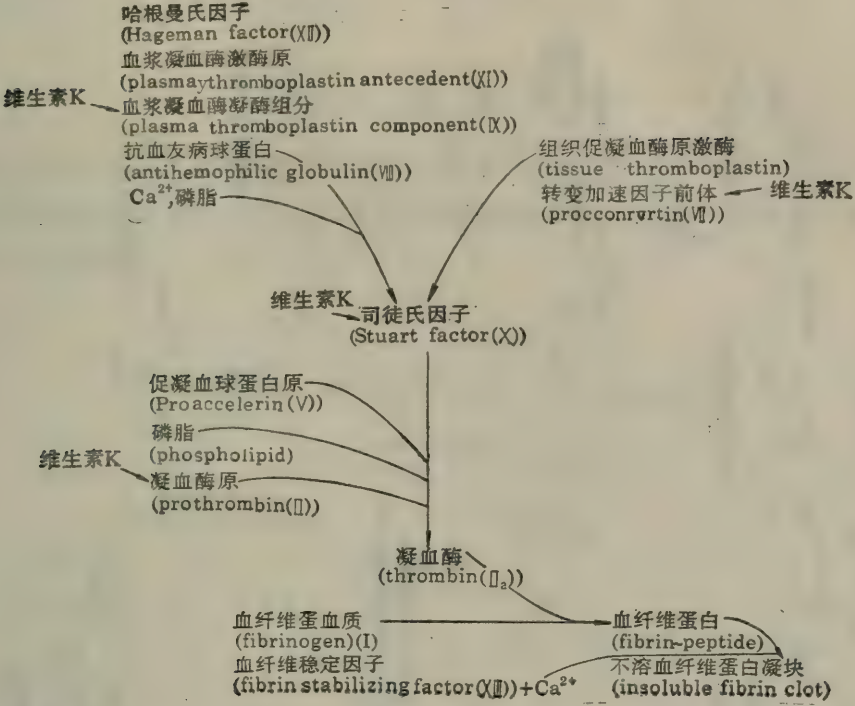 哈根曼氏因子
(Hageman factor(Ⅻ))
血浆凝血酶激酶原
(plasmaythromboplastin antecedent(Ⅺ))
维生素K
血浆凝血酶凝酶组分
(plasma thromboplastin component(Ⅸ))
抗血友病球蛋白
(antihemophilic globulin(Ⅷ))
Ca²⁺,磷脂
组织促凝血酶原激酶
(tissue thromboplastin)
转变加速因子前体
维生素K
(procconrvrtin(Ⅶ))
维生素K
司徒氏因子
(Stuart factor(X))
促凝血球蛋白原
(Proaccelerin(V))
磷脂
(phospholipid)
维生素K
凝血酶原
(prothrombin(Ⅱ))
凝血酶
(thrombin(Ⅱₐ))
血纤维蛋血质
(fibrinogen)(I)
血纤维蛋白
(fibrin-peptide)
血纤维稳定因子
(fibrin stabilizing factor(ⅩⅢ))+Ca²⁺
不溶血纤维蛋白凝块
(insoluble fibrin clot)